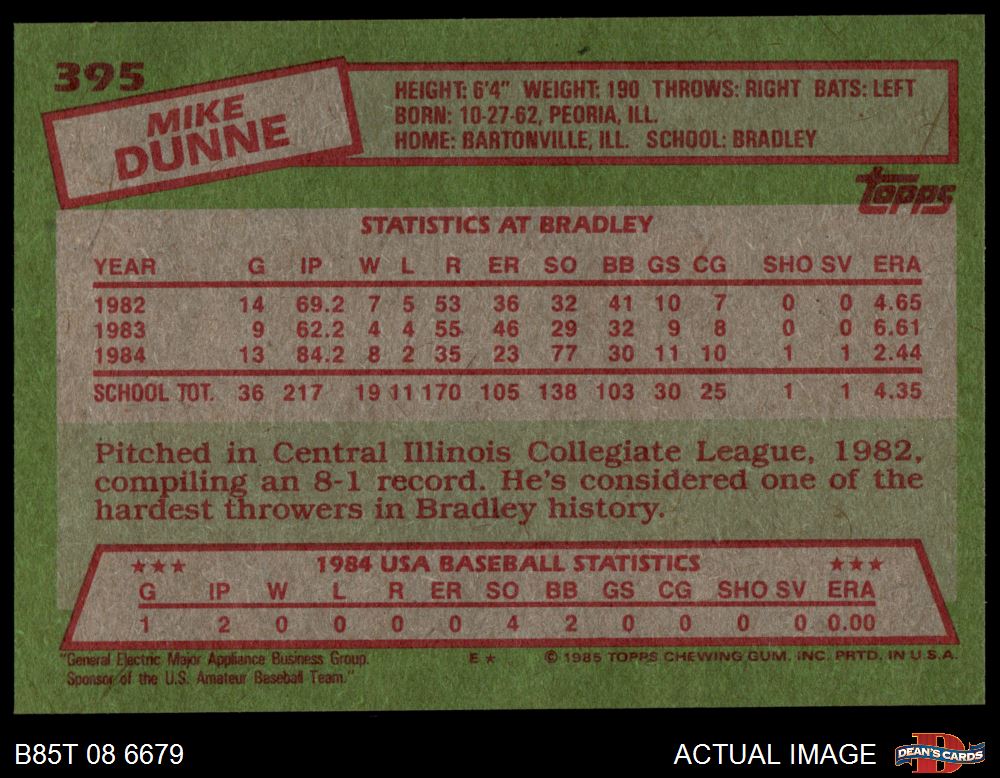 395
MIKE
DUNNE
HEIGHT: 6'4" WEIGHT: 190 THROWS: RIGHT BATS: LEFT
BORN: 10-27-62, PEORIA, ILL.
HOME: BARTONVILLE, ILL. SCHOOL: BRADLEY
topps
STATISTICS AT BRADLEY
YEAR G IP W L R ER SO BB GS CG SHO SV ERA
1982 14 69.2 7 5 53 36 32 41 10 7 0 0 4.65
1983 9 62.2 4 4 55 46 29 32 9 8 0 0 6.61
1984 13 84.2 8 2 35 23 77 30 11 10 1 1 2.44
SCHOOL TOT. 36 217 19 11 170 105 138 103 30 25 1 1 4.35
Pitched in Central Illinois Collegiate League, 1982,
compiling an 8-1 record. He's considered one of the
hardest throwers in Bradley history.
1984 USA BASEBALL STATISTICS
G IP W L R ER SO BB GS CG SHO SV ERA
1 2 0 0 0 0 4 2 0 0 0 0 0.00
"General Electric Major Appliance Business Group.
Sponsor of the U.S. Amateur Baseball Team."
E★ © 1985 TOPPS CHEWING GUM. INC. PRTD. IN U.S.A.
B85T 08 6679
ACTUAL IMAGE
D
DEAN'S CARDS